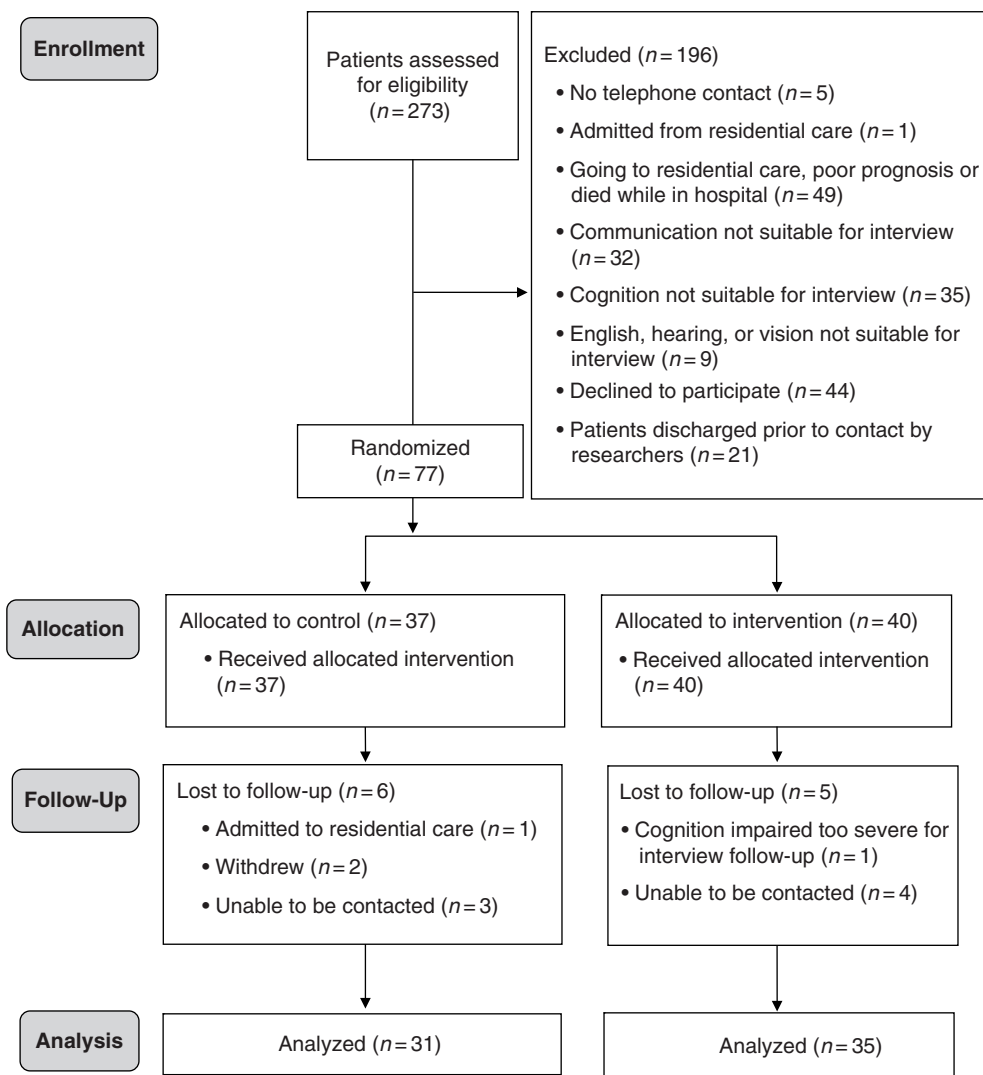 Enrollment
Patients assessed
for eligibility
(n=273)
Excluded (n=196)
• No telephone contact (n=5)
• Admitted from residential care (n=1)
• Going to residential care, poor prognosis or
died while in hospital (n=49)
• Communication not suitable for interview
(n=32)
• Cognition not suitable for interview (n=35)
• English, hearing, or vision not suitable for
interview (n=9)
• Declined to participate (n=44)
• Patients discharged prior to contact by
researchers (n=21)
Randomized
(n=77)
Allocation
Allocated to control (n=37)
• Received allocated intervention
(n=37)
Allocated to intervention (n=40)
• Received allocated intervention
(n=40)
Follow-Up
Lost to follow-up (n=6)
• Admitted to residential care (n=1)
• Withdrew (n=2)
• Unable to be contacted (n=3)
Lost to follow-up (n=5)
• Cognition impaired too severe for
interview follow-up (n=1)
• Unable to be contacted (n=4)
Analysis
Analyzed (n=31)
Analyzed (n=35)